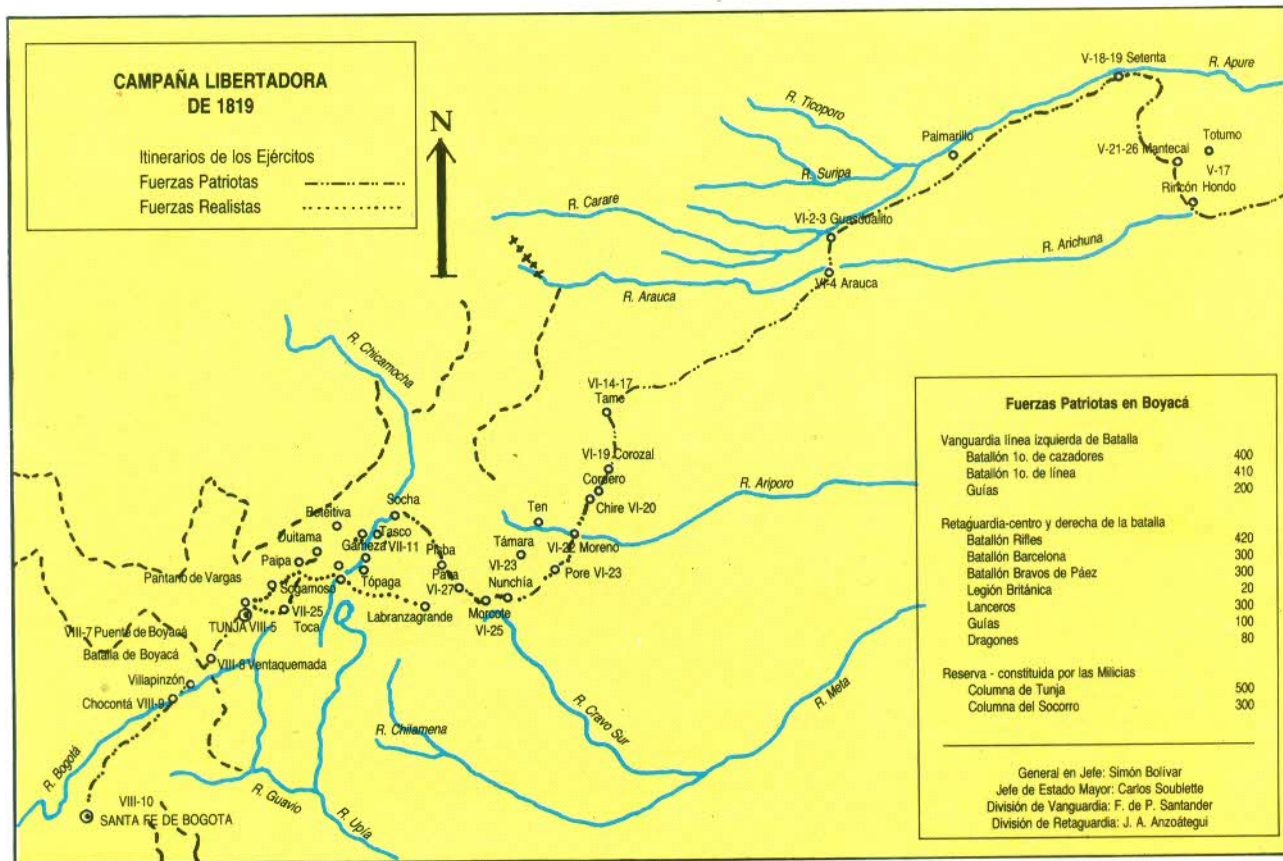 CAMPAÑA LIBERTADORA
DE 1819
Itinerarios de los Ejércitos
Fuerzas Patriotas
Fuerzas Realistas
N
V-18-19 Setenta
R. Apure
R. Ticoporo
Palmarillo
Totumo
V-21-26 Mantecal
V-17
R. Suripa
Rincón Hondo
R. Carare
VI-2-3 Guasdualito
R. Arichuna
R. Arauca
VI-4 Arauca
R. Chicamocha
VI-14-17
Tame
VI-19 Corozal
Cordero
Chire VI-20
R. Ariporo
Socha
Ten
Beteitiva
Tasco
Duitama
Gámeza VII-11
Pisba
Támara
VI-22 Moreno
Paipa
VI-23
Pantano de Vargas
Sogamoso
Tópaga
Paya
Nunchía
Pore VI-23
VI-27
VII-25
Labranzagrande
Morcote
VIII-7 Puente de Boyacá
TUNJA VIII-5
Toca
VI-25
Batalla de Boyacá
VIII-8 Ventaquemada
Villapinzón
Chocontá VIII-9
R. Meta
R. Chilamena
R. Cravo Sur
R. Bogotá
R. Guavio
R. Upía
VIII-10
SANTA FE DE BOGOTA
Fuerzas Patriotas en Boyacá
Vanguardia línea izquierda de Batalla
Batallón 1o. de cazadores 400
Batallón 1o. de línea 410
Guías 200
Retaguardia-centro y derecha de la batalla
Batallón Rifles 420
Batallón Barcelona 300
Batallón Bravos de Páez 300
Legión Británica 20
Lanceros 300
Guías 100
Dragones 80
Reserva - constituida por las Milicias
Columna de Tunja 500
Columna del Socorro 300
General en Jefe: Simón Bolívar
Jefe de Estado Mayor: Carlos Soublette
División de Vanguardia: F. de P. Santander
División de Retaguardia: J. A. Anzoátegui